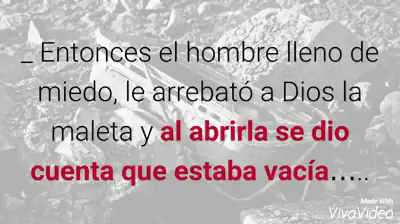 _ Entonces el hombre lleno de
miedo, le arrebató a Dios la
maleta y al abrirla se dio
cuenta que estaba vacía.....
Made With
VivaVideo